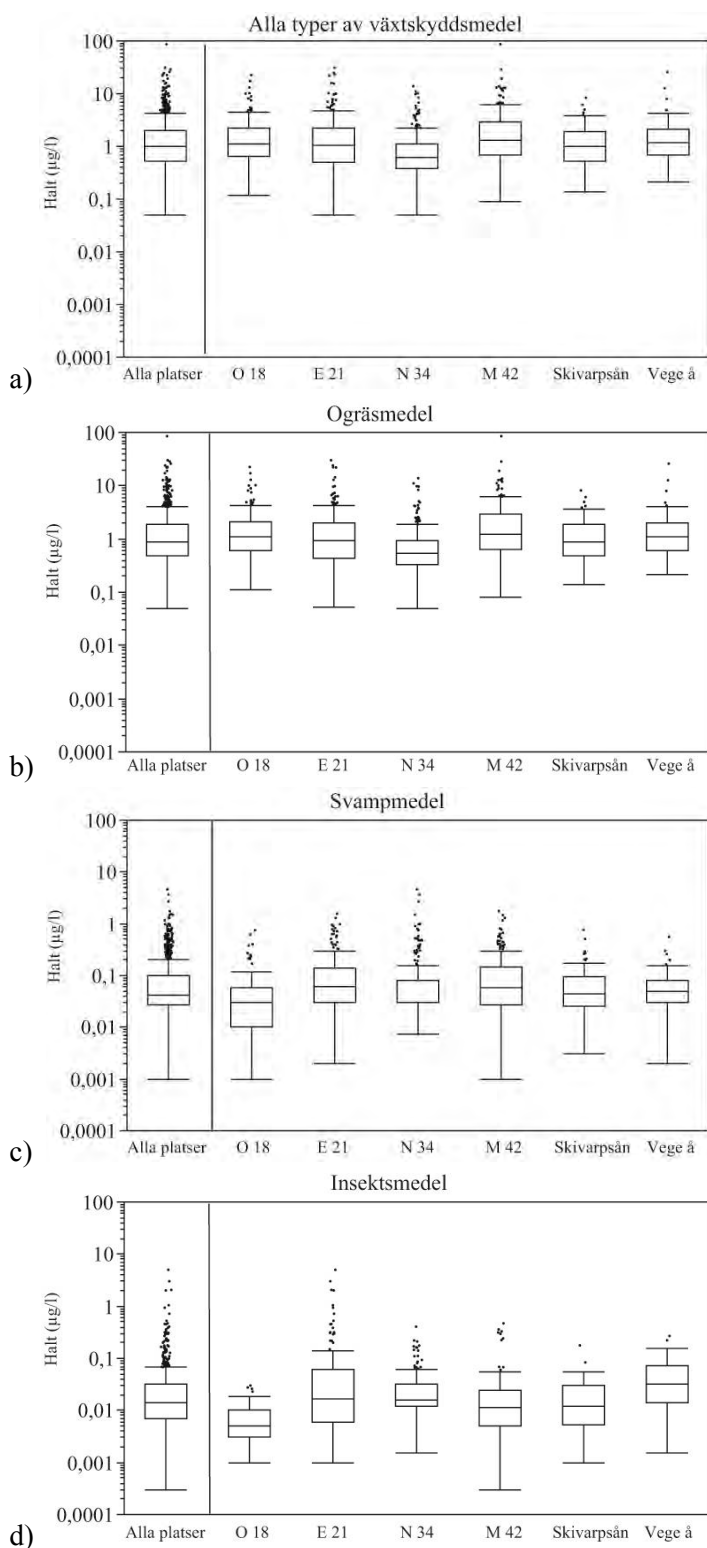 Alla typer av växtskyddsmedel
100
10
1
0,1
0,01
0,001
0,0001
Halt (µg/l)
Alla platser O 18 E 21 N 34 M 42 Skivarpsån Vege å
a)
Ogräsmedel
100
10
1
0,1
0,01
0,001
0,0001
Halt (µg/l)
Alla platser O 18 E 21 N 34 M 42 Skivarpsån Vege å
b)
Svampmedel
100
10
1
0,1
0,01
0,001
0,0001
Halt (µg/l)
Alla platser O 18 E 21 N 34 M 42 Skivarpsån Vege å
c)
Insektsmedel
100
10
1
0,1
0,01
0,001
0,0001
Halt (µg/l)
Alla platser O 18 E 21 N 34 M 42 Skivarpsån Vege å
d)